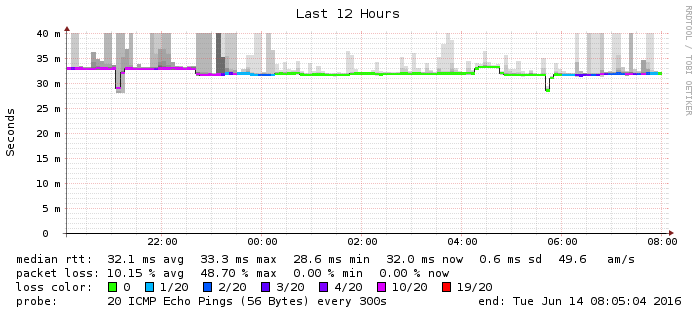 Last 12 Hours
RRDTOOL / TOBI OETIKER
Seconds
40 m
35 m
30 m
25 m
20 m
15 m
10 m
5 m
0
22:00 00:00 02:00 04:00 06:00 08:00
median rtt: 32.1 ms avg 33.3 ms max 28.6 ms min 32.0 ms now 0.6 ms sd 49.6 am/s
packet loss: 10.15 % avg 48.70 % max 0.00 % min 0.00 % now
loss color: 0 1/20 2/20 3/20 4/20 10/20 19/20
probe: 20 ICMP Echo Pings (56 Bytes) every 300s end: Tue Jun 14 08:05:04 2016